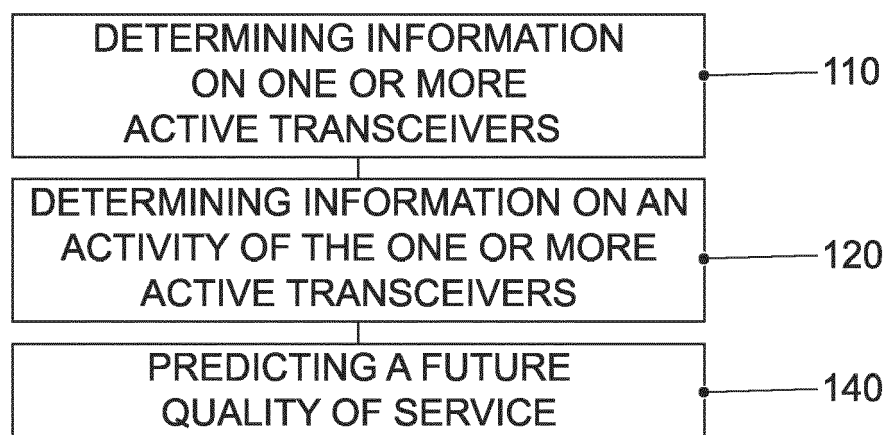 DETERMINING INFORMATION
ON ONE OR MORE
ACTIVE TRANSCEIVERS
110
DETERMINING INFORMATION ON AN
ACTIVITY OF THE ONE OR MORE
ACTIVE TRANSCEIVERS
120
PREDICTING A FUTURE
QUALITY OF SERVICE
140